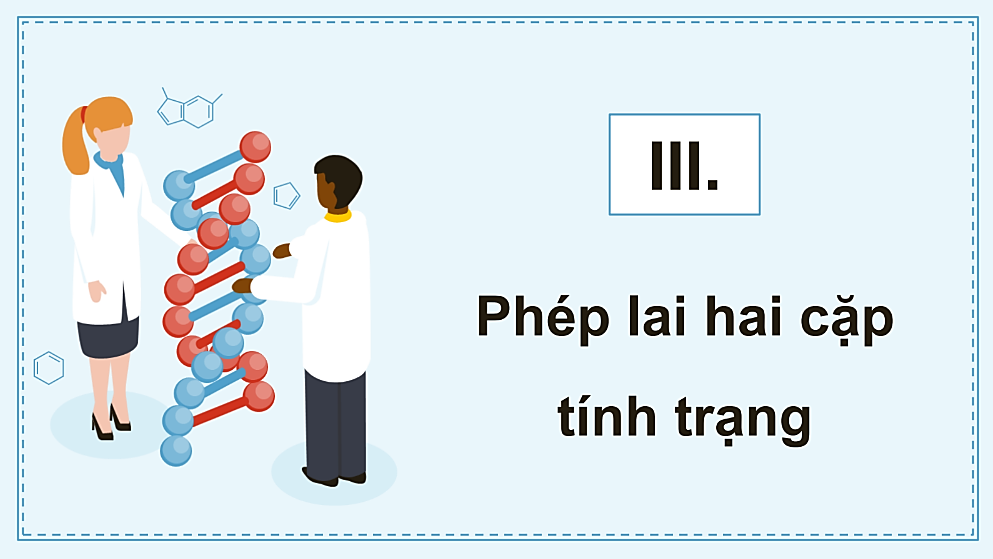 III.
Phép lai hai cặp
tính trạng